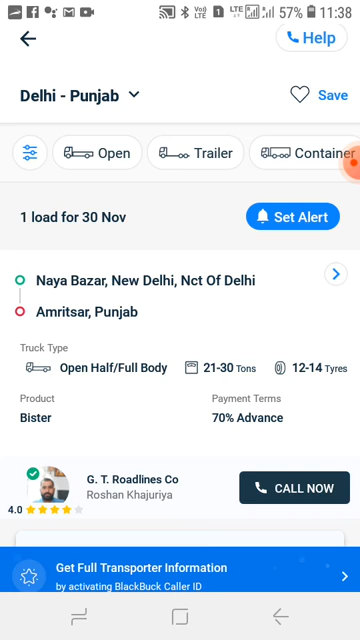 57% 11:38
Help
Delhi - Punjab
Save
Open
Trailer
Container
1 load for 30 Nov
Set Alert
Naya Bazar, New Delhi, Nct Of Delhi
Amritsar, Punjab
Truck Type
Open Half/Full Body 21-30 Tons 12-14 Tyres
Product Payment Terms
Bister 70% Advance
G. T. Roadlines Co
Roshan Khajuriya
CALL NOW
4.0
Get Full Transporter Information
by activating BlackBuck Caller ID